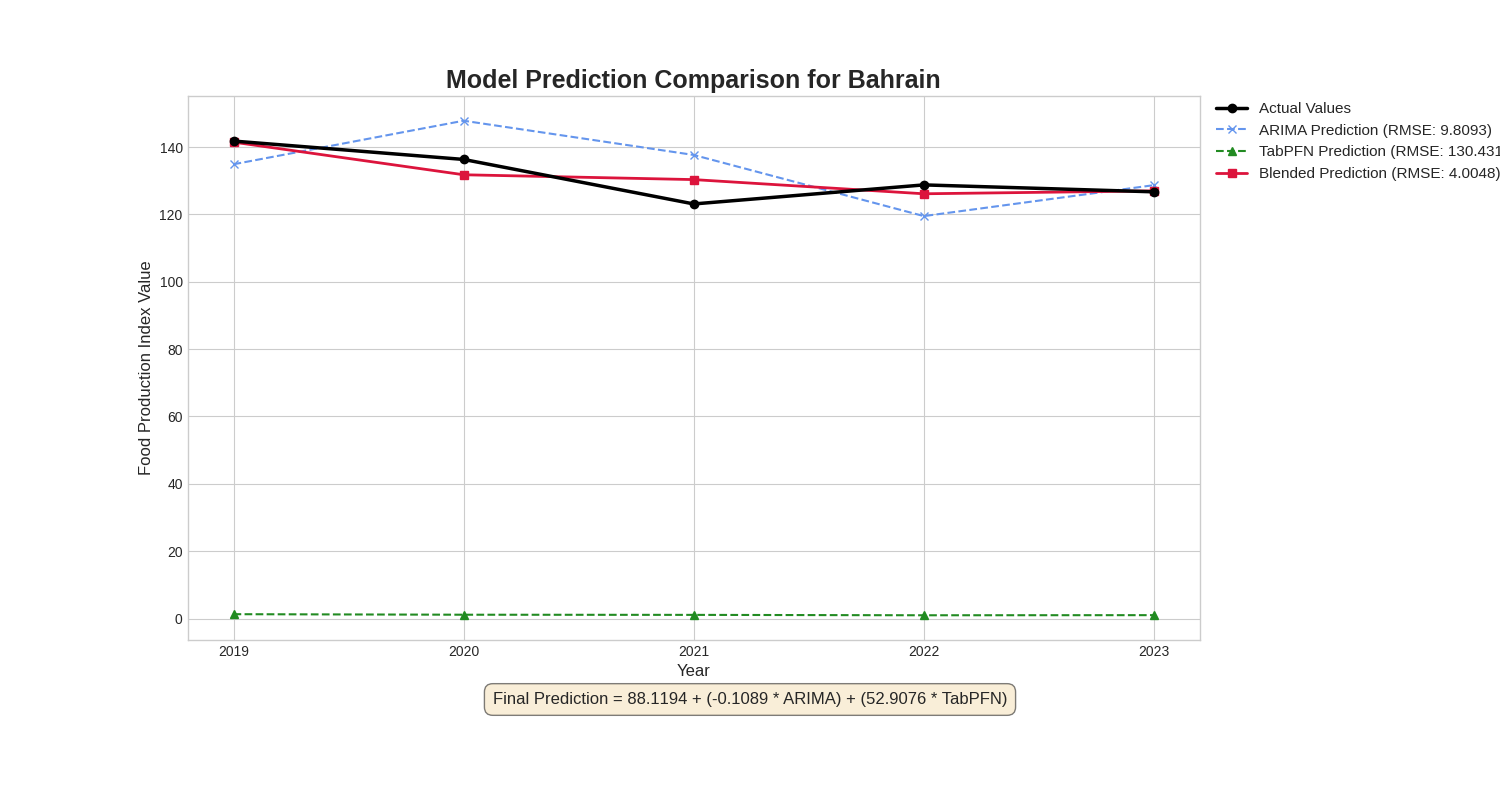 Model Prediction Comparison for Bahrain
Actual Values
ARIMA Prediction (RMSE: 9.8093)
TabPFN Prediction (RMSE: 130.431
Blended Prediction (RMSE: 4.0048)
Food Production Index Value
140
120
100
80
60
40
20
0
2019 2020 2021 2022 2023
Year
Final Prediction = 88.1194 + (-0.1089 * ARIMA) + (52.9076 * TabPFN)